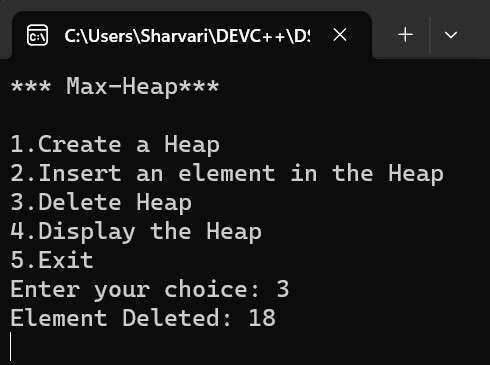 C:\Users\Sharvari\DEVC++\DS
*** Max-Heap***
1.Create a Heap
2.Insert an element in the Heap
3.Delete Heap
4.Display the Heap
5.Exit
Enter your choice: 3
Element Deleted: 18